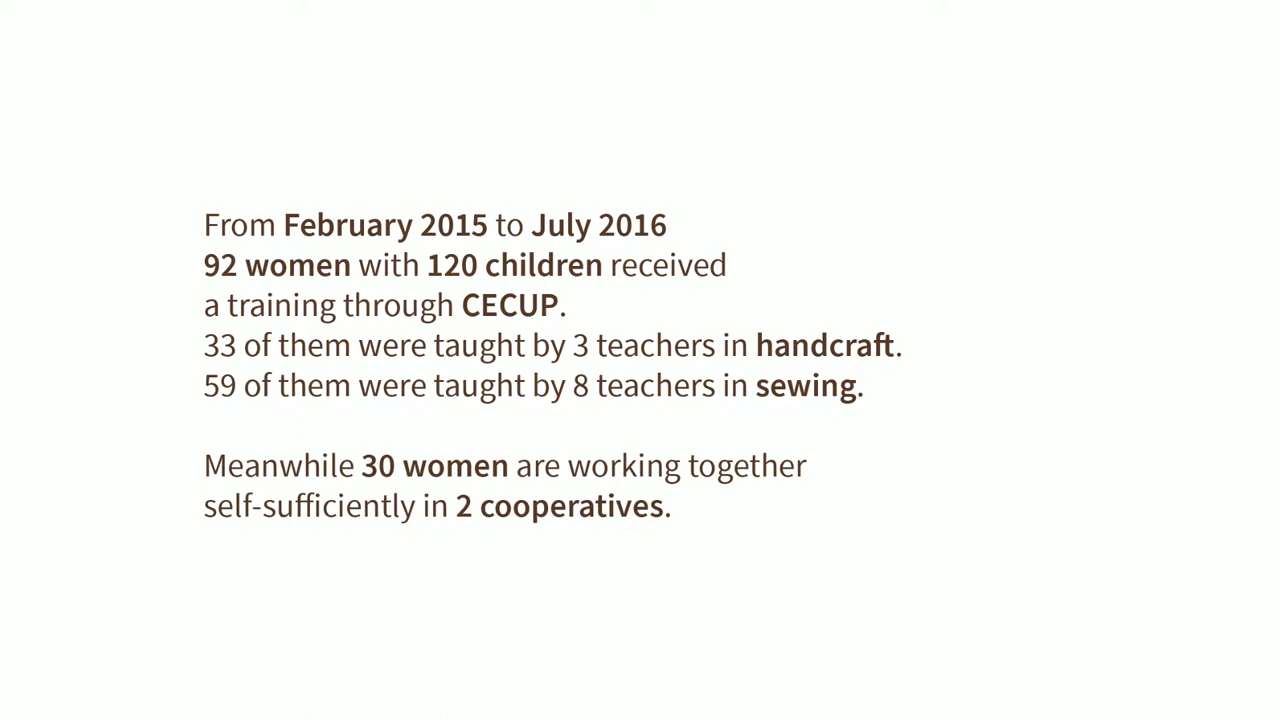 From February 2015 to July 2016
92 women with 120 children received
a training through CECUP.
33 of them were taught by 3 teachers in handcraft.
59 of them were taught by 8 teachers in sewing.
Meanwhile 30 women are working together
self-sufficiently in 2 cooperatives.